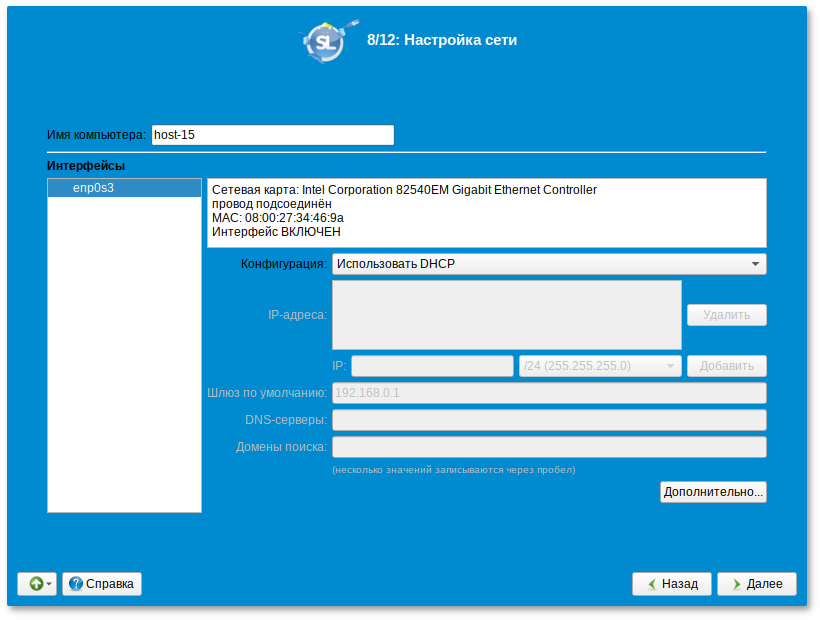 SL
8/12: Настройка сети
Имя компьютера: host-15
Интерфейсы
enp0s3
Сетевая карта: Intel Corporation 82540EM Gigabit Ethernet Controller
провод подсоединён
MAC: 08:00:27:34:46:9a
Интерфейс ВКЛЮЧЕН
Конфигурация: Использовать DHCP
IP-адреса: Удалить
IP: /24 (255.255.255.0) Добавить
Шлюз по умолчанию: 192.168.0.1
DNS-серверы:
Домены поиска:
(несколько значений записываются через пробел)
Дополнительно...
Справка Назад Далее